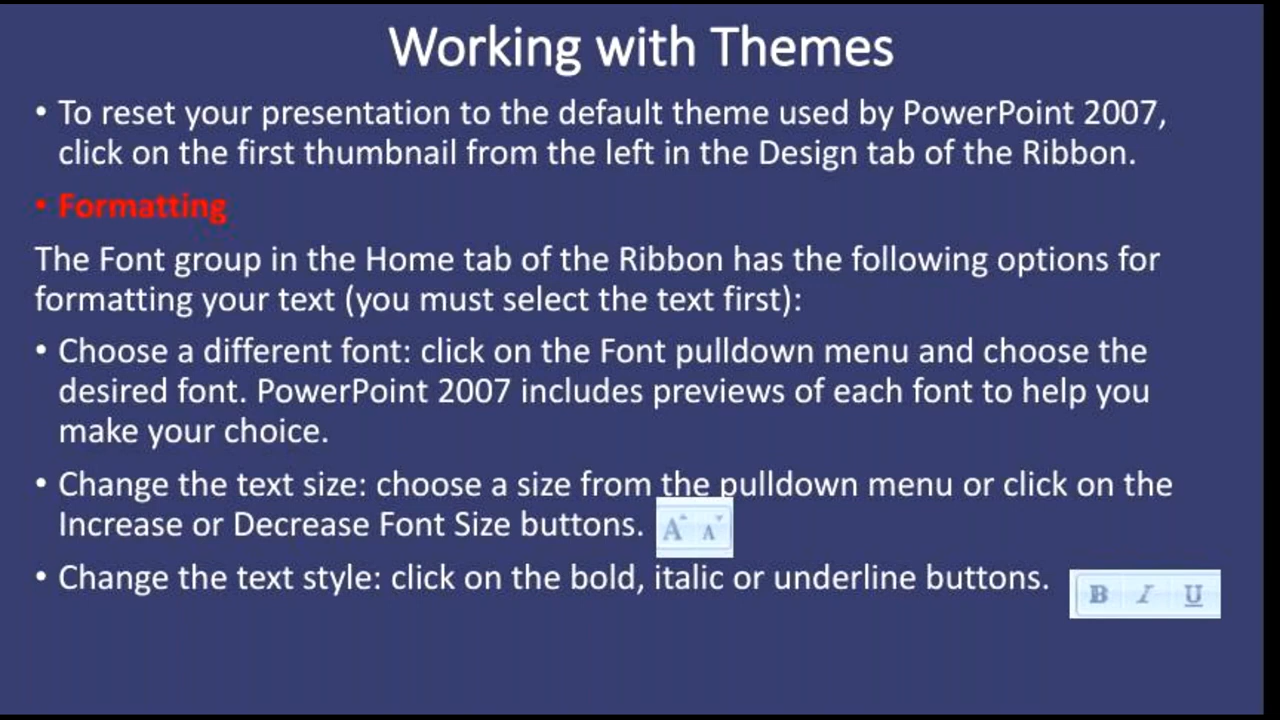 Working with Themes
• To reset your presentation to the default theme used by PowerPoint 2007,
click on the first thumbnail from the left in the Design tab of the Ribbon.
• Formatting
The Font group in the Home tab of the Ribbon has the following options for
formatting your text (you must select the text first):
• Choose a different font: click on the Font pulldown menu and choose the
desired font. PowerPoint 2007 includes previews of each font to help you
make your choice.
• Change the text size: choose a size from the pulldown menu or click on the
Increase or Decrease Font Size buttons. A A
• Change the text style: click on the bold, italic or underline buttons.
B I U